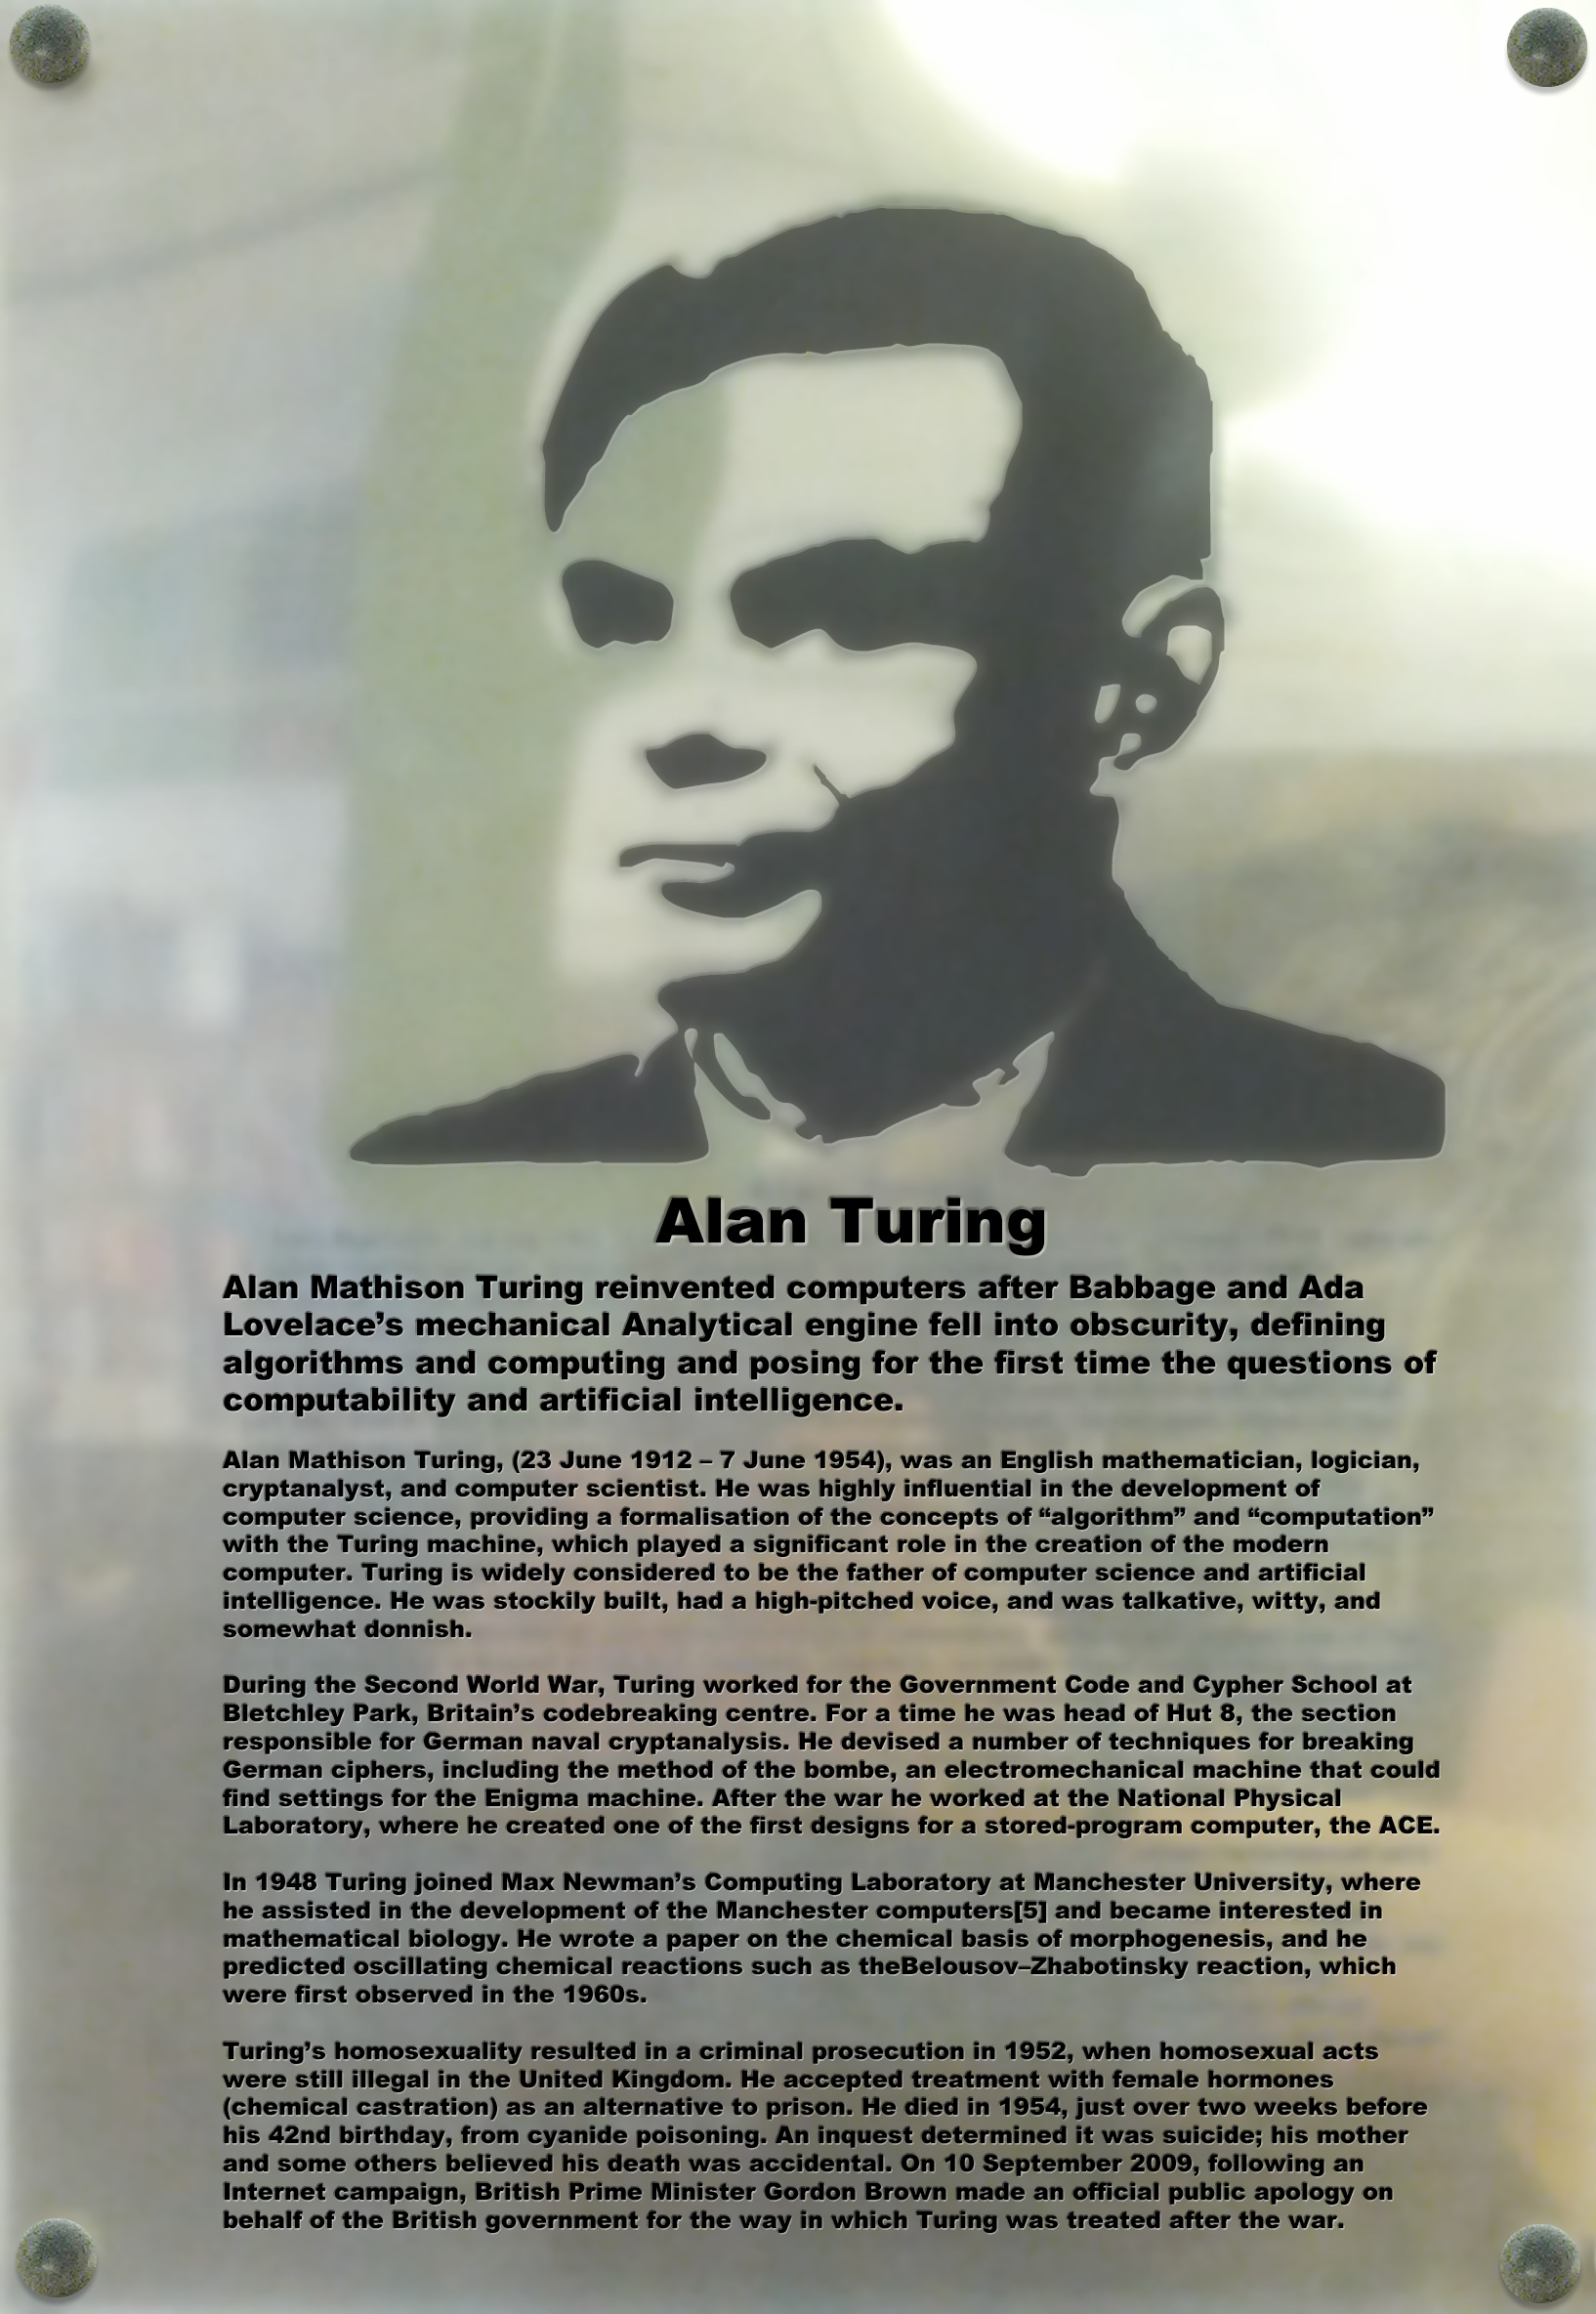 Alan Turing
Alan Mathison Turing reinvented computers after Babbage and Ada
Lovelace’s mechanical Analytical engine fell into obscurity, defining
algorithms and computing and posing for the first time the questions of
computability and artificial intelligence.
Alan Mathison Turing, (23 June 1912 – 7 June 1954), was an English mathematician, logician,
cryptanalyst, and computer scientist. He was highly influential in the development of
computer science, providing a formalisation of the concepts of “algorithm” and “computation”
with the Turing machine, which played a significant role in the creation of the modern
computer. Turing is widely considered to be the father of computer science and artificial
intelligence. He was stockily built, had a high-pitched voice, and was talkative, witty, and
somewhat donnish.
During the Second World War, Turing worked for the Government Code and Cypher School at
Bletchley Park, Britain’s codebreaking centre. For a time he was head of Hut 8, the section
responsible for German naval cryptanalysis. He devised a number of techniques for breaking
German ciphers, including the method of the bombe, an electromechanical machine that could
find settings for the Enigma machine. After the war he worked at the National Physical
Laboratory, where he created one of the first designs for a stored-program computer, the ACE.
In 1948 Turing joined Max Newman’s Computing Laboratory at Manchester University, where
he assisted in the development of the Manchester computers[5] and became interested in
mathematical biology. He wrote a paper on the chemical basis of morphogenesis, and he
predicted oscillating chemical reactions such as theBelousov–Zhabotinsky reaction, which
were first observed in the 1960s.
Turing’s homosexuality resulted in a criminal prosecution in 1952, when homosexual acts
were still illegal in the United Kingdom. He accepted treatment with female hormones
(chemical castration) as an alternative to prison. He died in 1954, just over two weeks before
his 42nd birthday, from cyanide poisoning. An inquest determined it was suicide; his mother
and some others believed his death was accidental. On 10 September 2009, following an
Internet campaign, British Prime Minister Gordon Brown made an official public apology on
behalf of the British government for the way in which Turing was treated after the war.